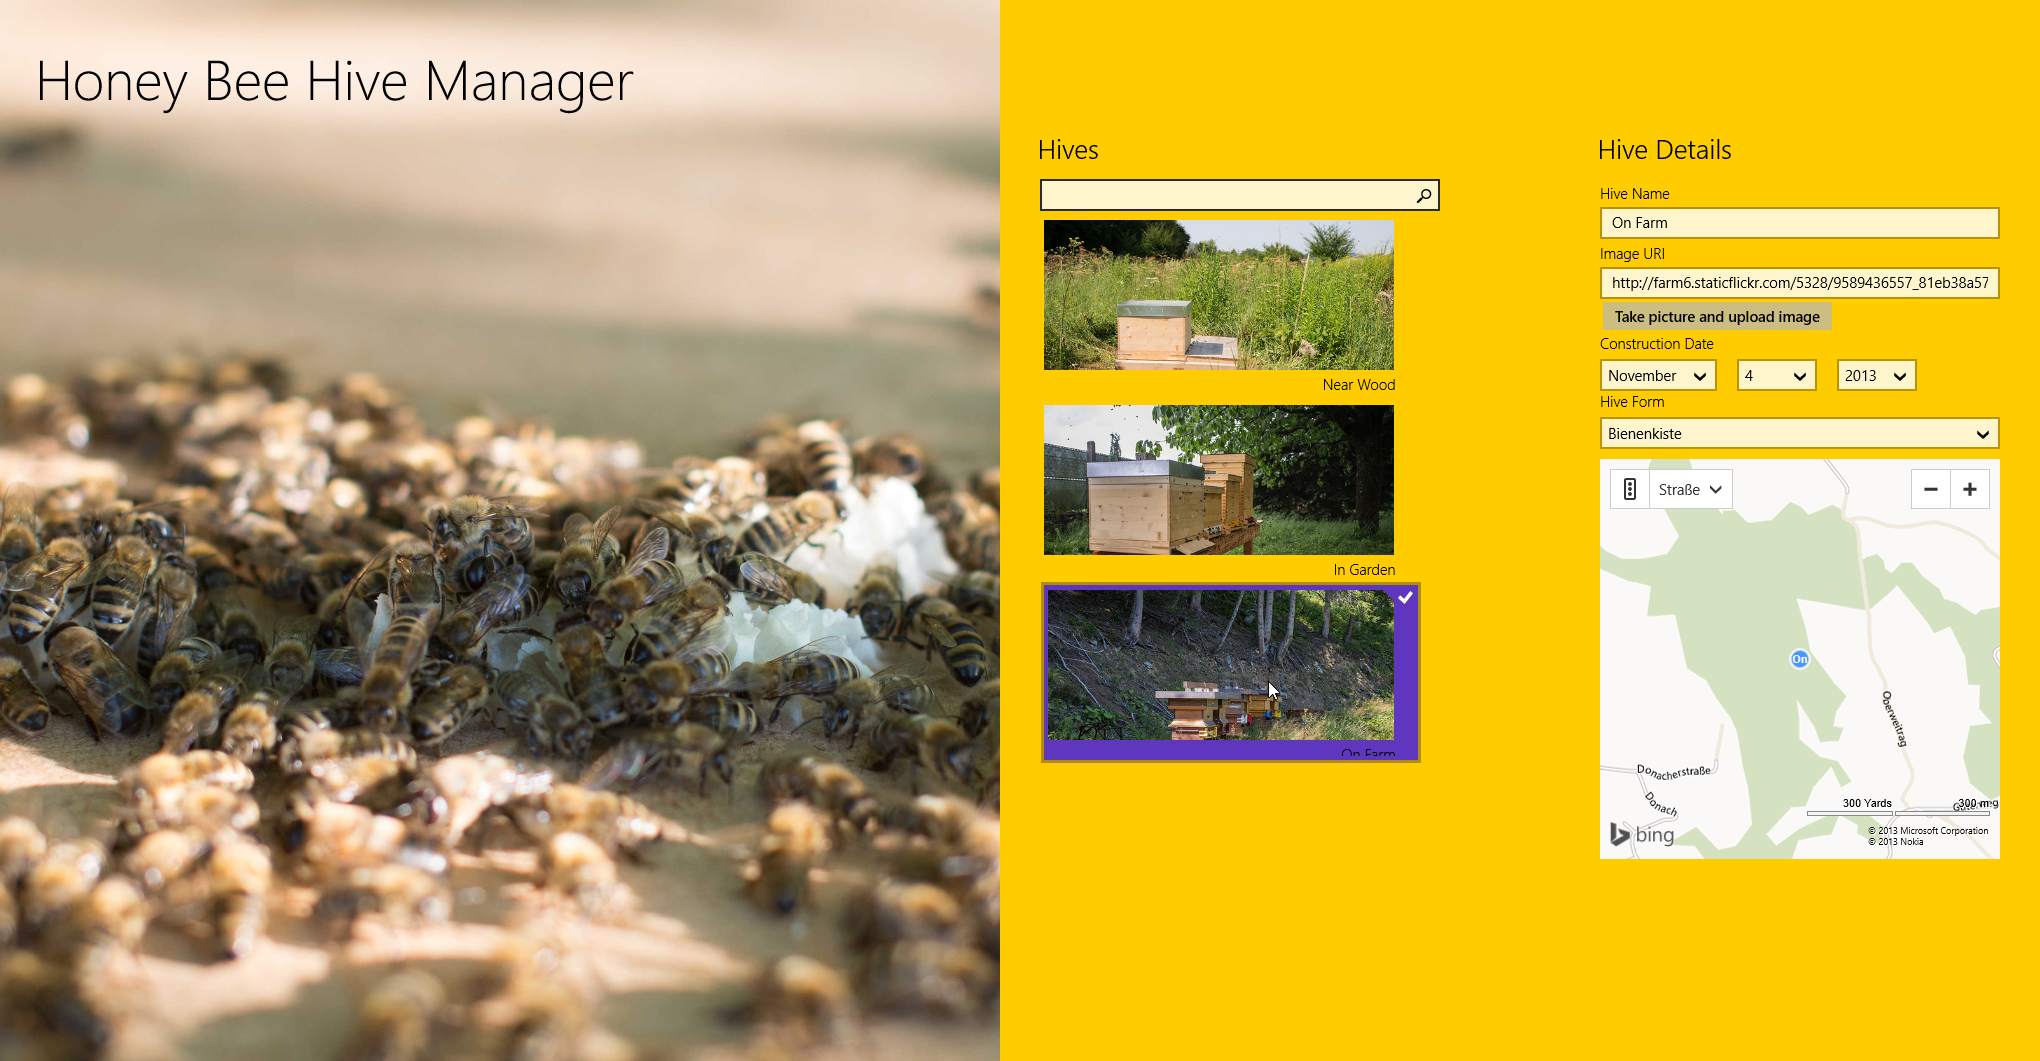 Honey Bee Hive Manager
Hives
Near Wood
In Garden
On Farm
Hive Details
Hive Name
On Farm
Image URI
http://farm6.staticflickr.com/5328/9589436557_81eb38a57
Take picture and upload image
Construction Date
November 4 2013
Hive Form
Bienenkiste
Straße
On
Oberweitrag
Donacherstraße
Donach
300 Yards 300 m
bing
© 2013 Microsoft Corporation
© 2013 Nokia